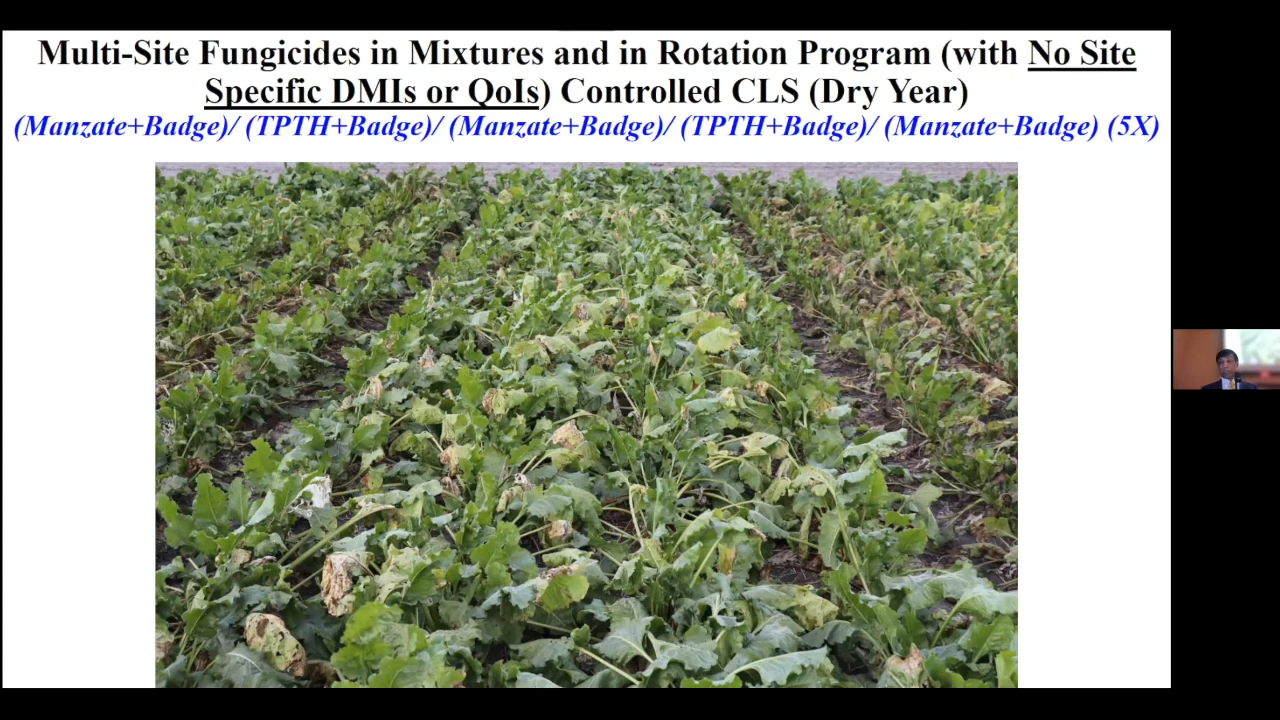 Multi-Site Fungicides in Mixtures and in Rotation Program (with No Site
Specific DMIs or QoIs) Controlled CLS (Dry Year)
(Manzate+Badge)/ (TPTH+Badge)/ (Manzate+Badge)/ (TPTH+Badge)/ (Manzate+Badge) (5X)